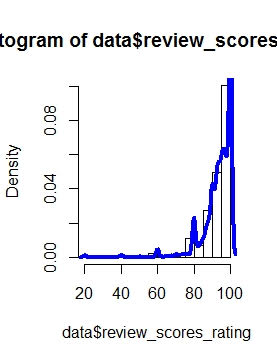 togram of data$review_scores
Density
0.00
0.04
0.08
20 40 60 80 100
data$review_scores_rating